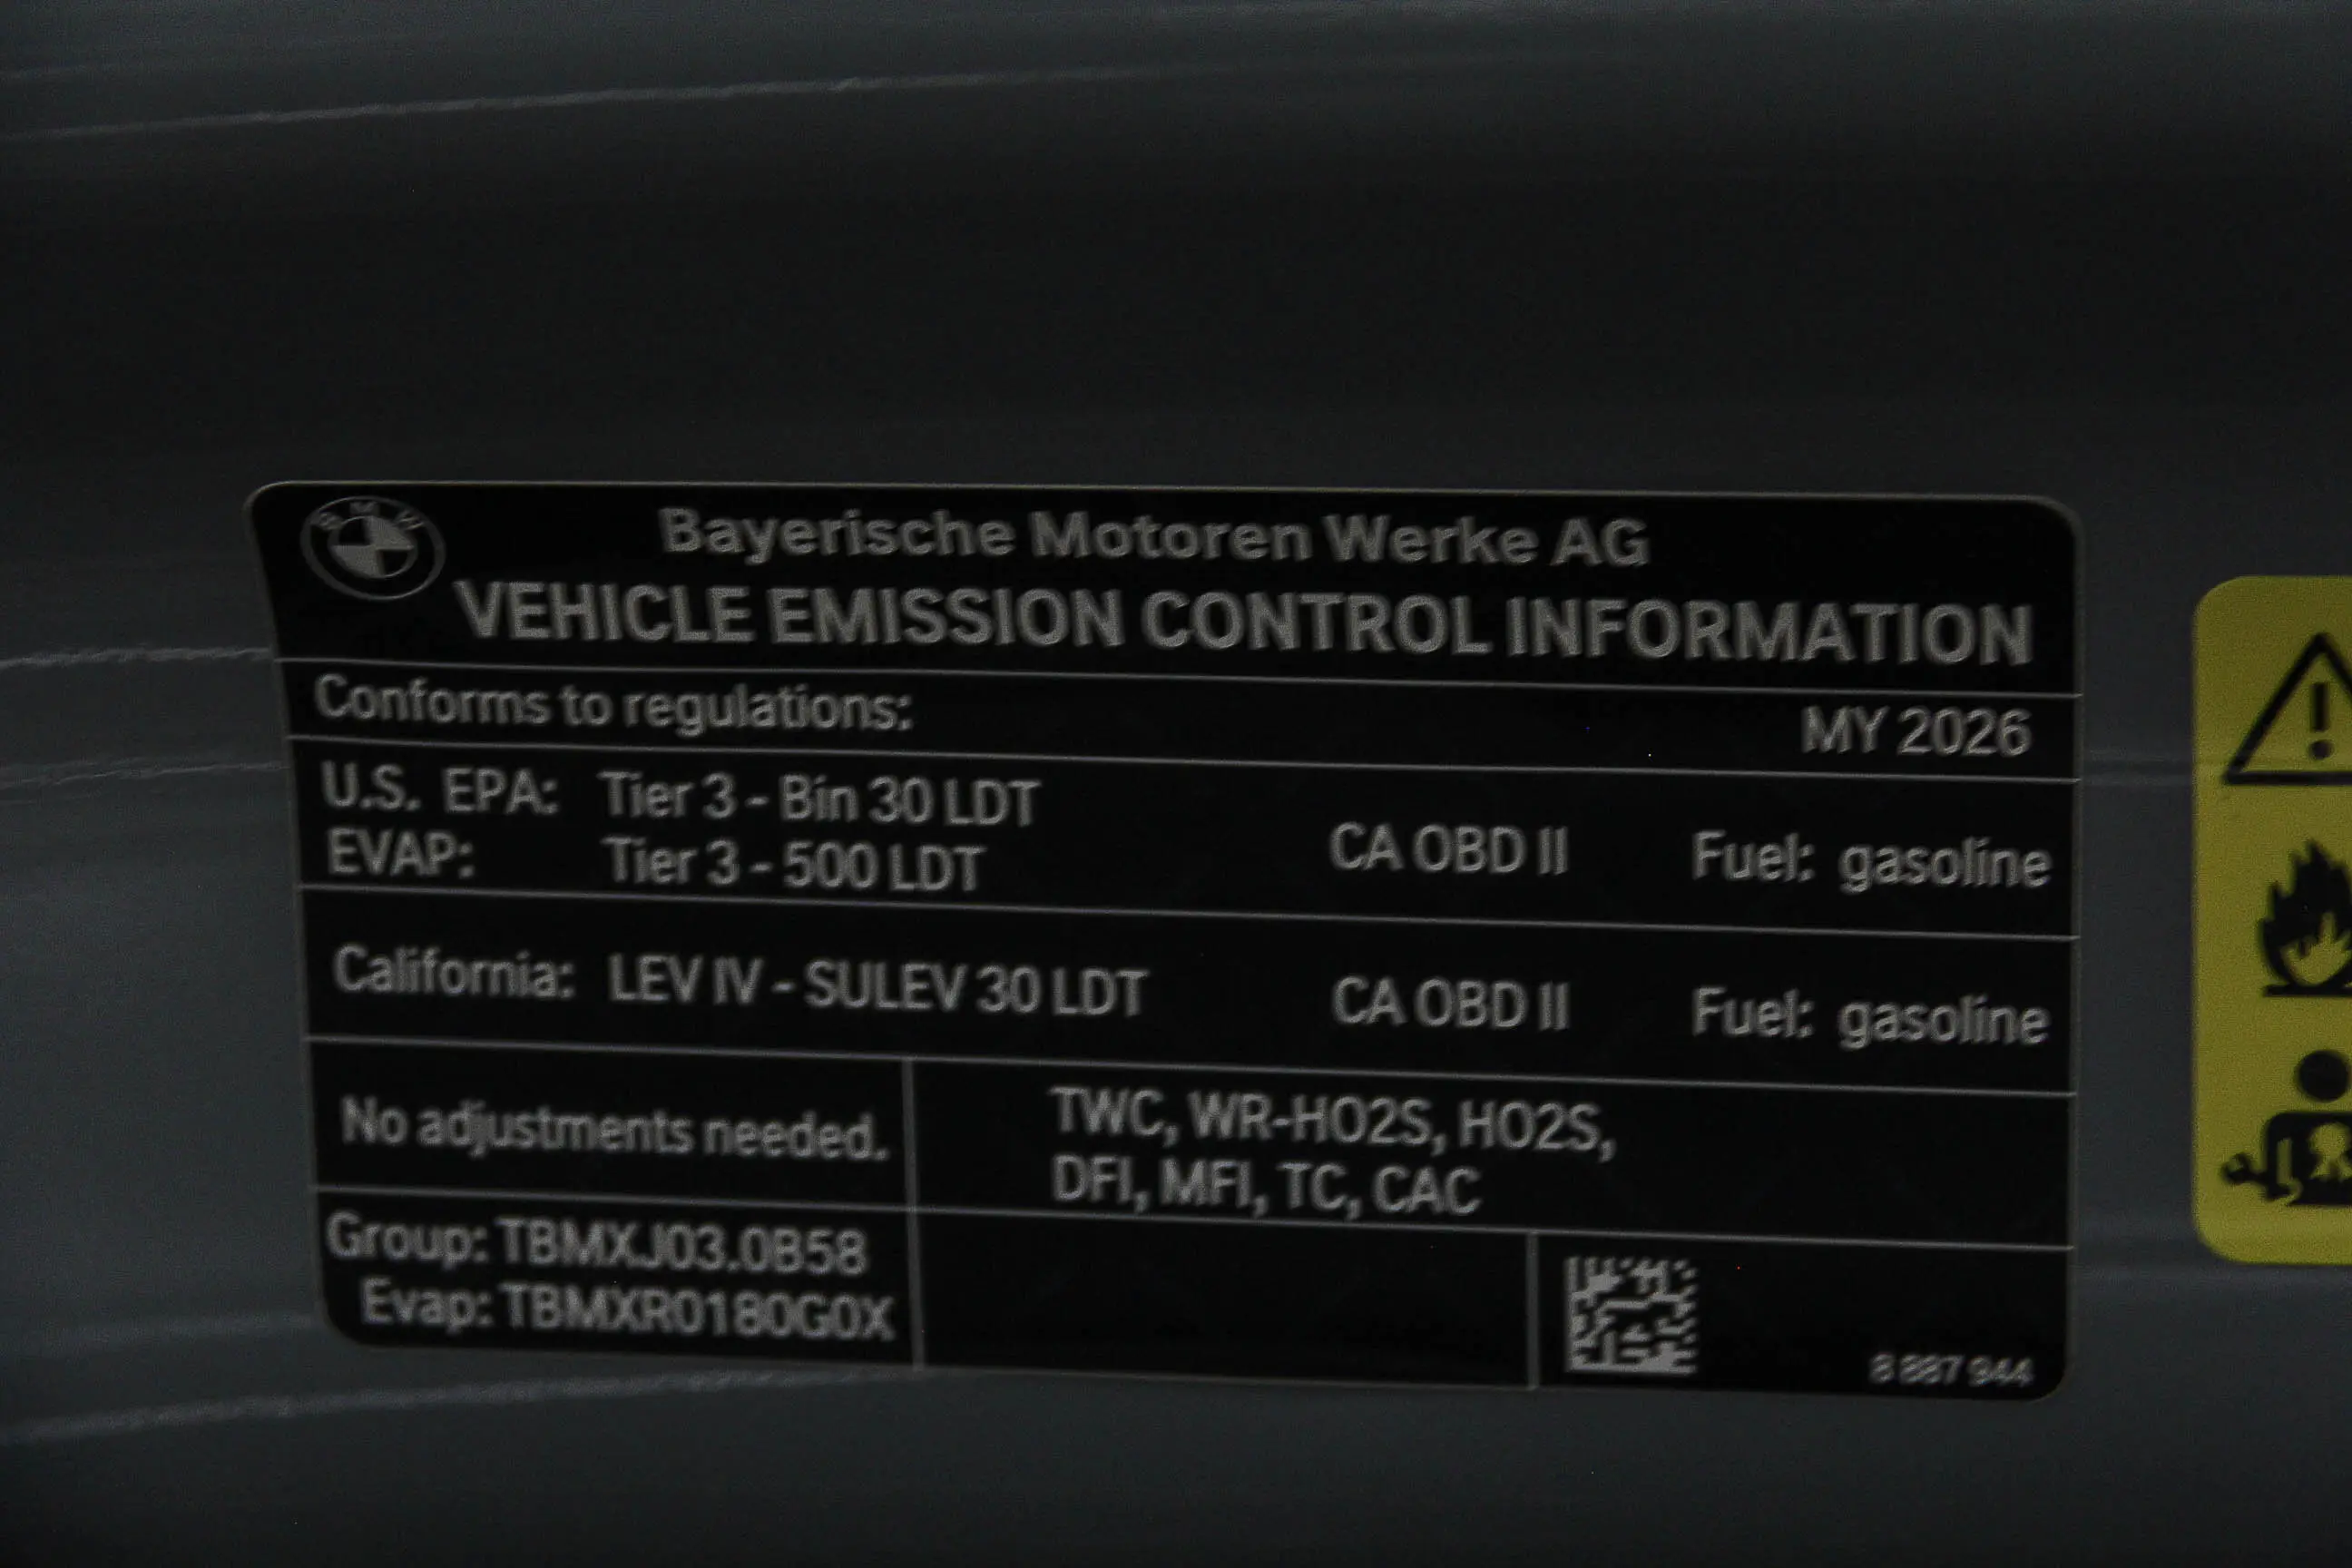 BMW
Bayerische Motoren Werke AG
VEHICLE EMISSION CONTROL INFORMATION
Conforms to regulations: MY 2026
U.S. EPA: Tier 3 - Bin 30 LDT
EVAP: Tier 3 - 500 LDT
CA OBD II Fuel: gasoline
California: LEV IV - SULEV 30 LDT CA OBD II Fuel: gasoline
No adjustments needed.
TWC, WR-HO2S, HO2S,
DFI, MFI, TC, CAC
Group: TBMXJ03.0B58
Evap: TBMXR0180G0X
8 887 944